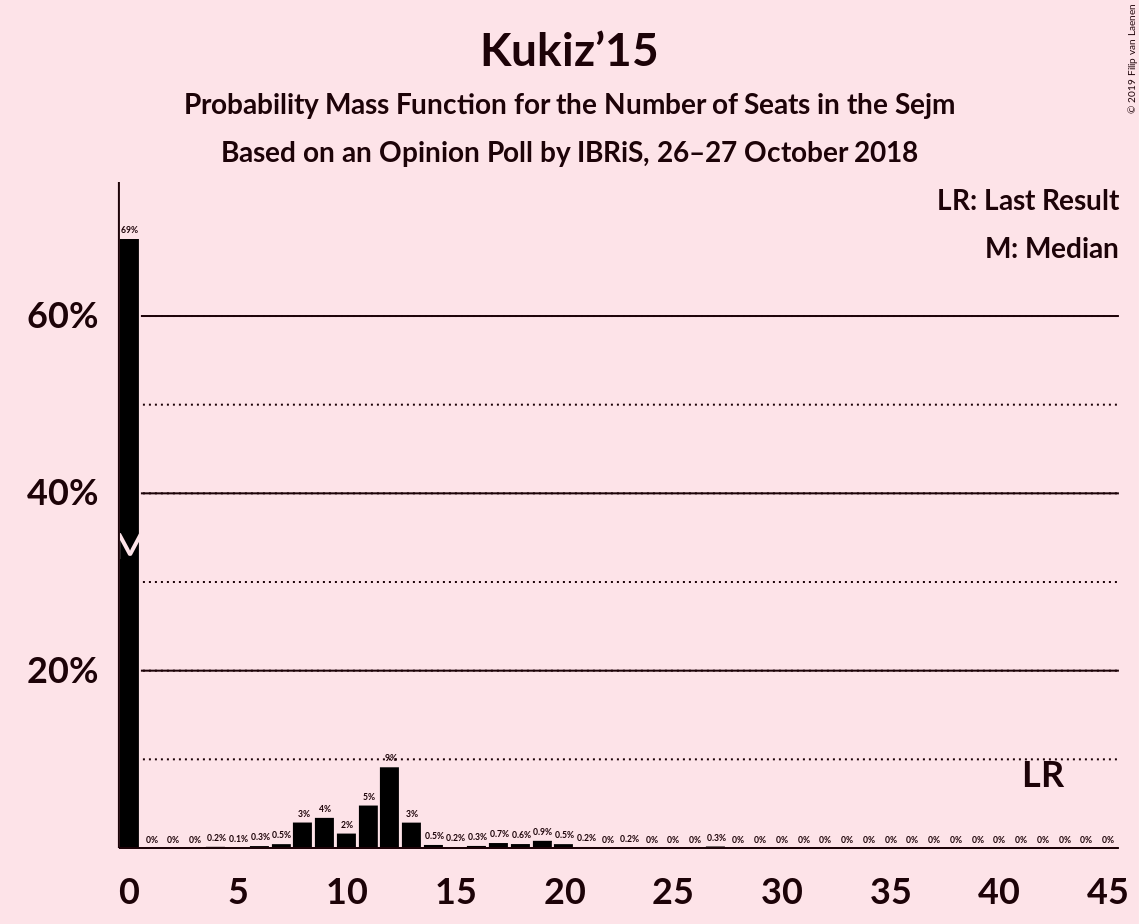 Kukiz’15
Probability Mass Function for the Number of Seats in the Sejm
Based on an Opinion Poll by IBRiS, 26–27 October 2018
© 2019 Filip van Laenen
LR: Last Result
M: Median
69%
60%
40%
20%
0% 0% 0% 0.2% 0.1% 0.3% 0.5% 3% 4% 2% 5% 9% 3% 0.5% 0.2% 0.3% 0.7% 0.6% 0.9% 0.5% 0.2% 0% 0.2% 0% 0% 0% 0.3% 0% 0% 0% 0% 0% 0% 0% 0% 0% 0% 0% 0% 0% 0% 0% 0% 0% 0%
LR
0 5 10 15 20 25 30 35 40 45